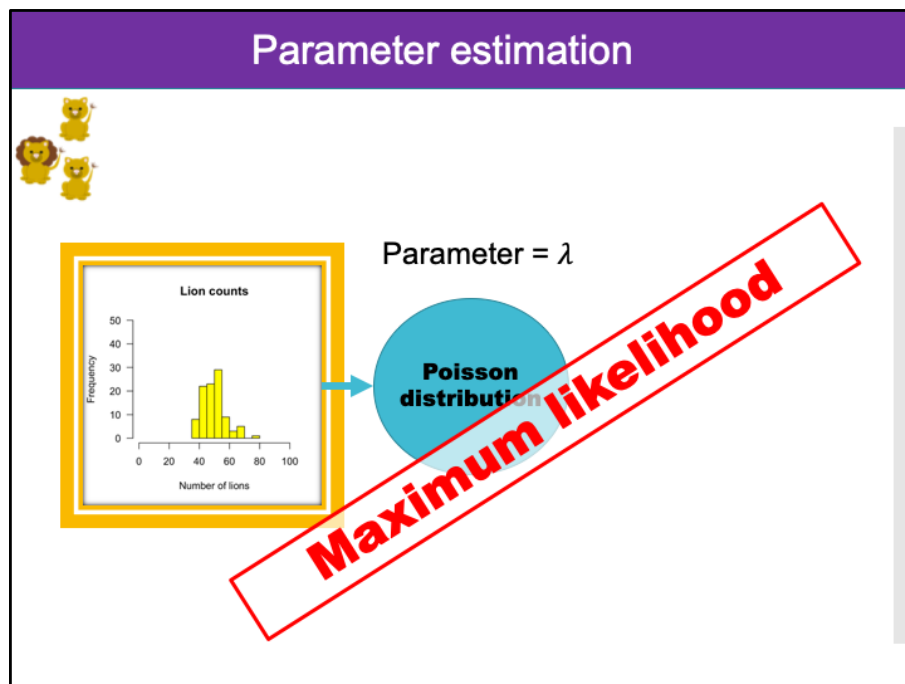 Parameter estimation
Parameter = λ
Lion counts
50
40
30
20
10
0
Frequency
0 20 40 60 80 100
Number of lions
Poisson
distribution
Maximum likelihood